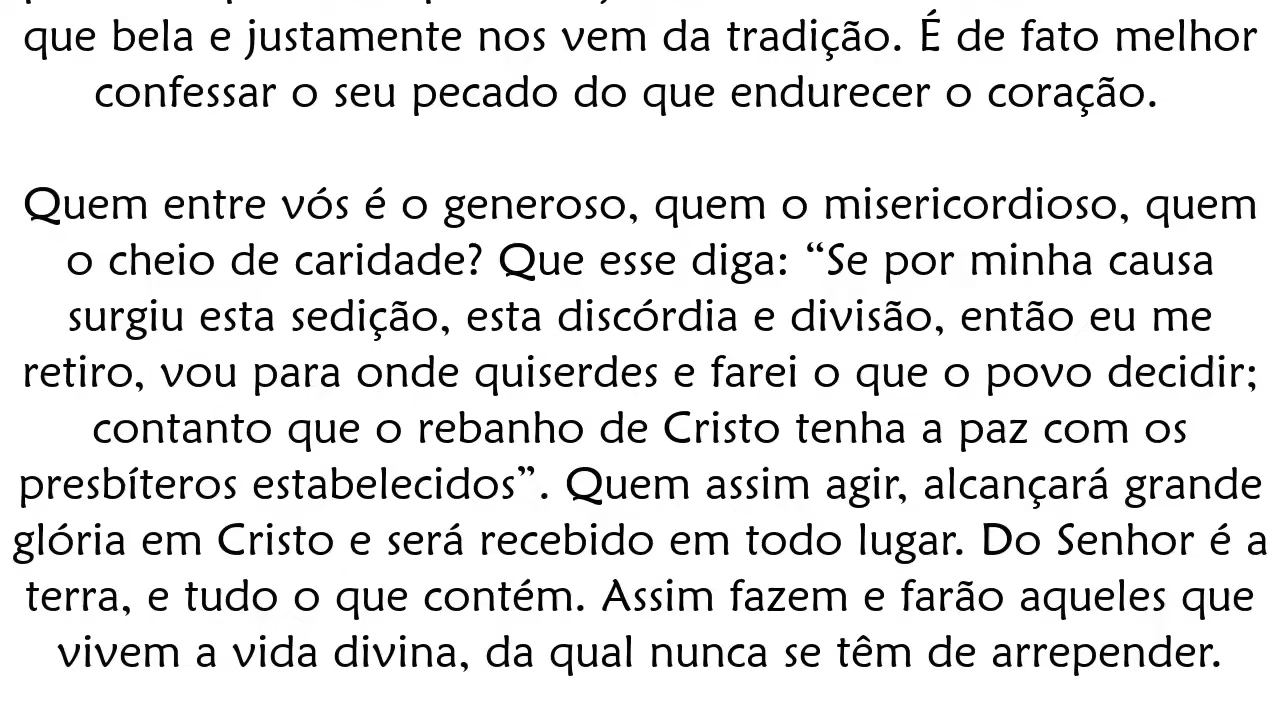 que bela e justamente nos vem da tradição. É de fato melhor
confessar o seu pecado do que endurecer o coração.
Quem entre vós é o generoso, quem o misericordioso, quem
o cheio de caridade? Que esse diga: “Se por minha causa
surgiu esta sedição, esta discórdia e divisão, então eu me
retiro, vou para onde quiserdes e farei o que o povo decidir;
contanto que o rebanho de Cristo tenha a paz com os
presbíteros estabelecidos”. Quem assim agir, alcançará grande
glória em Cristo e será recebido em todo lugar. Do Senhor é a
terra, e tudo o que contém. Assim fazem e farão aqueles que
vivem a vida divina, da qual nunca se têm de arrepender.